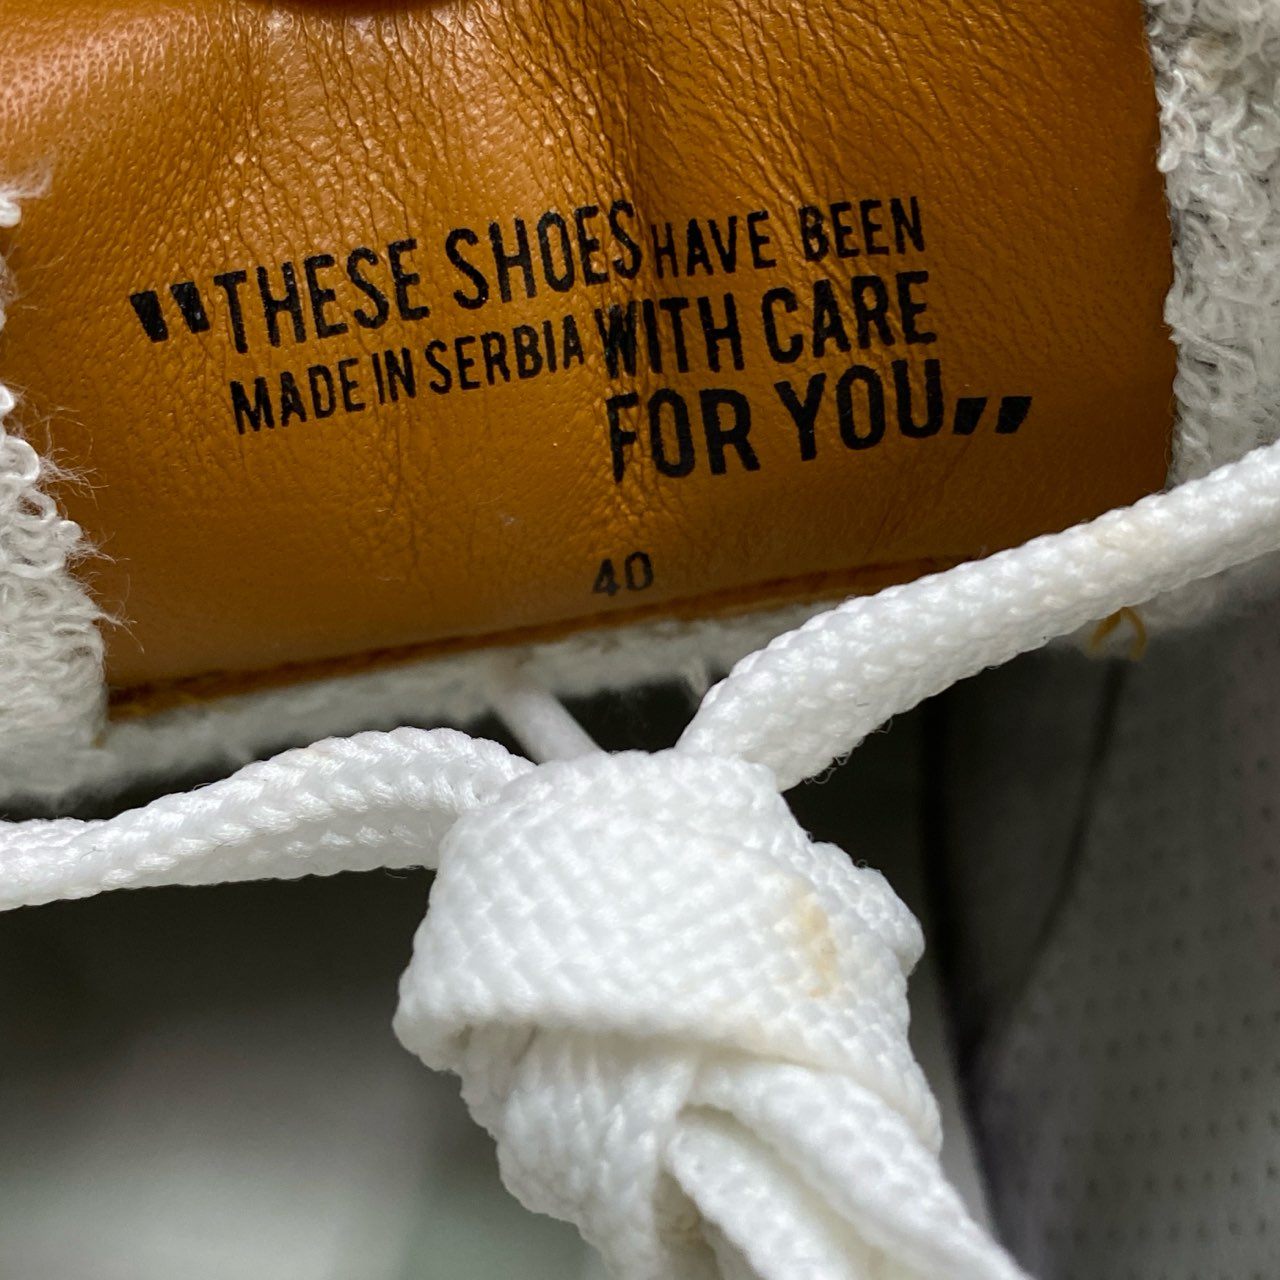 "THESE SHOES HAVE BEEN
MADE IN SERBIA WITH CARE
FOR YOU„
40